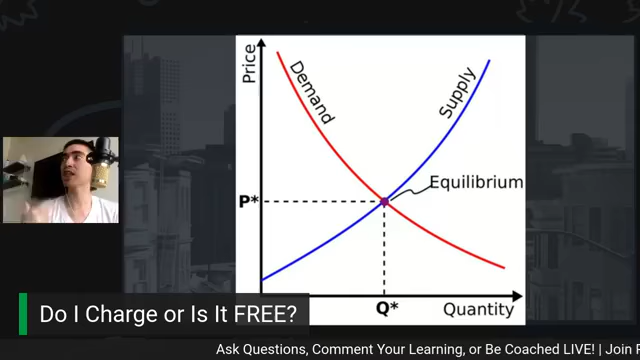 Price
Demand
Supply
Equilibrium
P*
Q*
Quantity
Do I Charge or Is It FREE?
Ask Questions, Comment Your Learning, or Be Coached LIVE! | Join